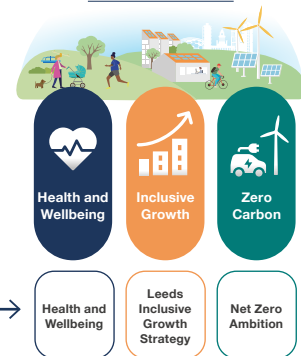 Health and
Wellbeing
Inclusive
Growth
Zero
Carbon
Health and
Wellbeing
Leeds
Inclusive
Growth
Strategy
Net Zero
Ambition